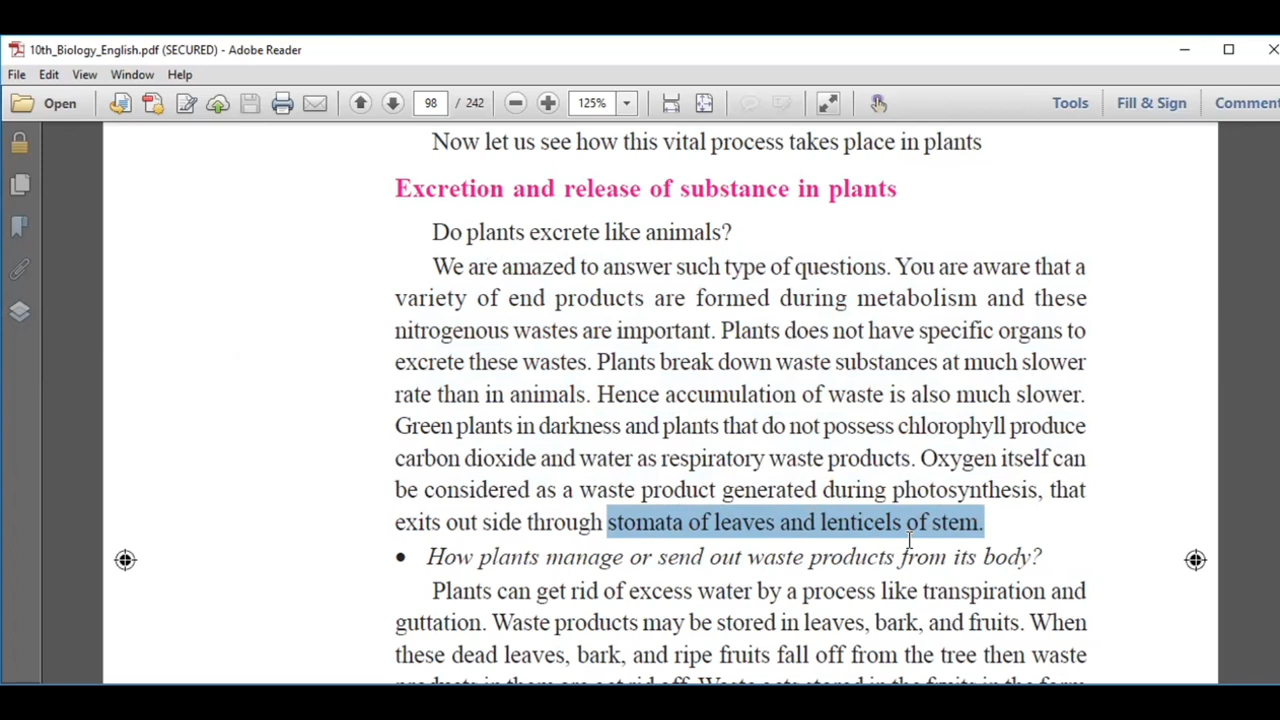 10th_Biology_English.pdf (SECURED) - Adobe Reader
File Edit View Window Help
Open 98 / 242 125% Tools Fill & Sign Comment
Now let us see how this vital process takes place in plants
Excretion and release of substance in plants
Do plants excrete like animals?
We are amazed to answer such type of questions. You are aware that a
variety of end products are formed during metabolism and these
nitrogenous wastes are important. Plants does not have specific organs to
excrete these wastes. Plants break down waste substances at much slower
rate than in animals. Hence accumulation of waste is also much slower.
Green plants in darkness and plants that do not possess chlorophyll produce
carbon dioxide and water as respiratory waste products. Oxygen itself can
be considered as a waste product generated during photosynthesis, that
exits out side through stomata of leaves and lenticels of stem.
• How plants manage or send out waste products from its body?
Plants can get rid of excess water by a process like transpiration and
guttation. Waste products may be stored in leaves, bark, and fruits. When
these dead leaves, bark, and ripe fruits fall off from the tree then waste